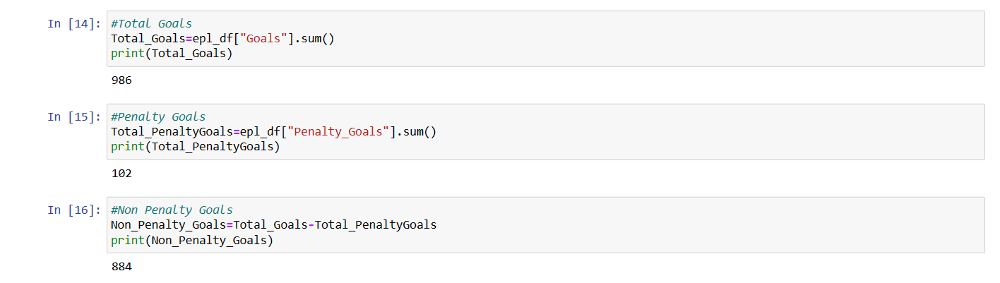 In [14]: #Total Goals
Total_Goals=epl_df["Goals"].sum()
print(Total_Goals)
986
In [15]: #Penalty Goals
Total_PenaltyGoals=epl_df["Penalty_Goals"].sum()
print(Total_PenaltyGoals)
102
In [16]: #Non Penalty Goals
Non_Penalty_Goals=Total_Goals-Total_PenaltyGoals
print(Non_Penalty_Goals)
884